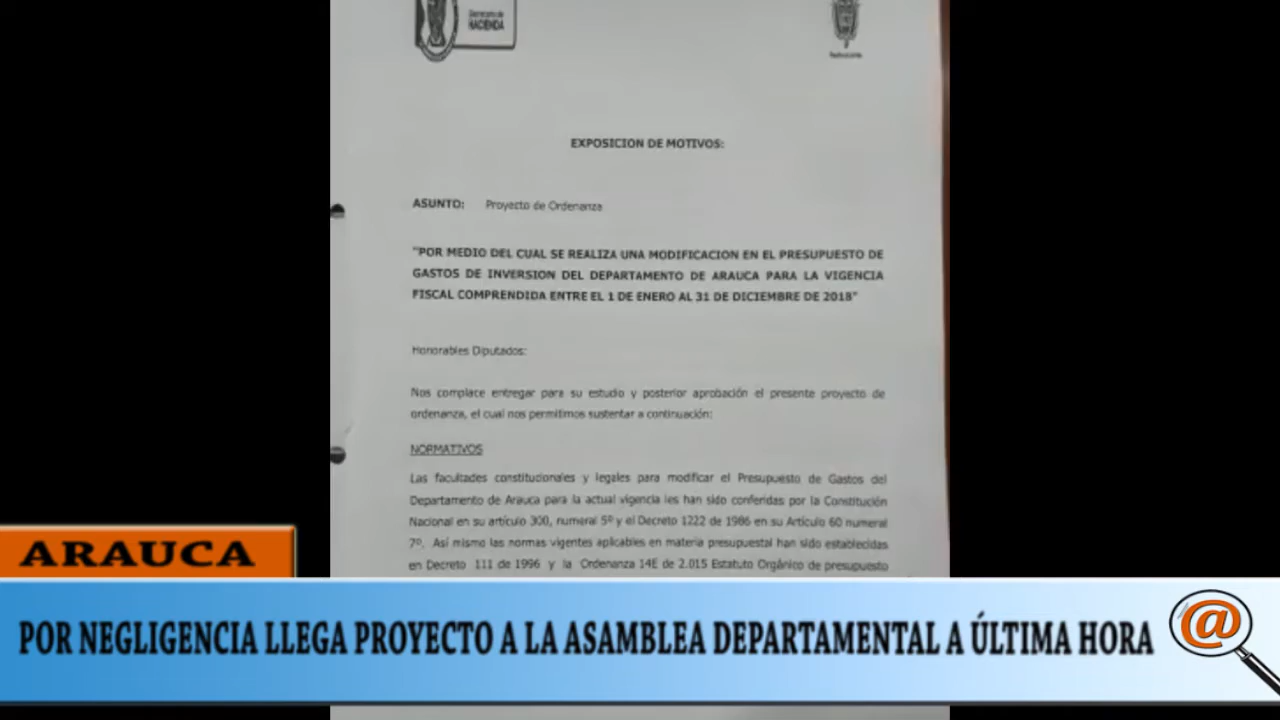 Secretaría de
HACIENDA
EXPOSICION DE MOTIVOS:
ASUNTO: Proyecto de Ordenanza
"POR MEDIO DEL CUAL SE REALIZA UNA MODIFICACION EN EL PRESUPUESTO DE
GASTOS DE INVERSION DEL DEPARTAMENTO DE ARAUCA PARA LA VIGENCIA
FISCAL COMPRENDIDA ENTRE EL 1 DE ENERO AL 31 DE DICIEMBRE DE 2018"
Honorables Diputados:
Nos complace entregar para su estudio y posterior aprobación el presente proyecto de
ordenanza, el cual nos permitimos sustentar a continuación:
NORMATIVOS
Las facultades constitucionales y legales para modificar el Presupuesto de Gastos del
Departamento de Arauca para la actual vigencia les han sido conferidas por la Constitución
Nacional en su artículo 300, numeral 5º y el Decreto 1222 de 1986 en su Artículo 60 numeral
7º. Así mismo las normas vigentes aplicables en materia presupuestal han sido establecidas
en Decreto 111 de 1996 y la Ordenanza 14E de 2.015 Estatuto Orgánico de presupuesto
ARAUCA
POR NEGLIGENCIA LLEGA PROYECTO A LA ASAMBLEA DEPARTAMENTAL A ÚLTIMA HORA
@